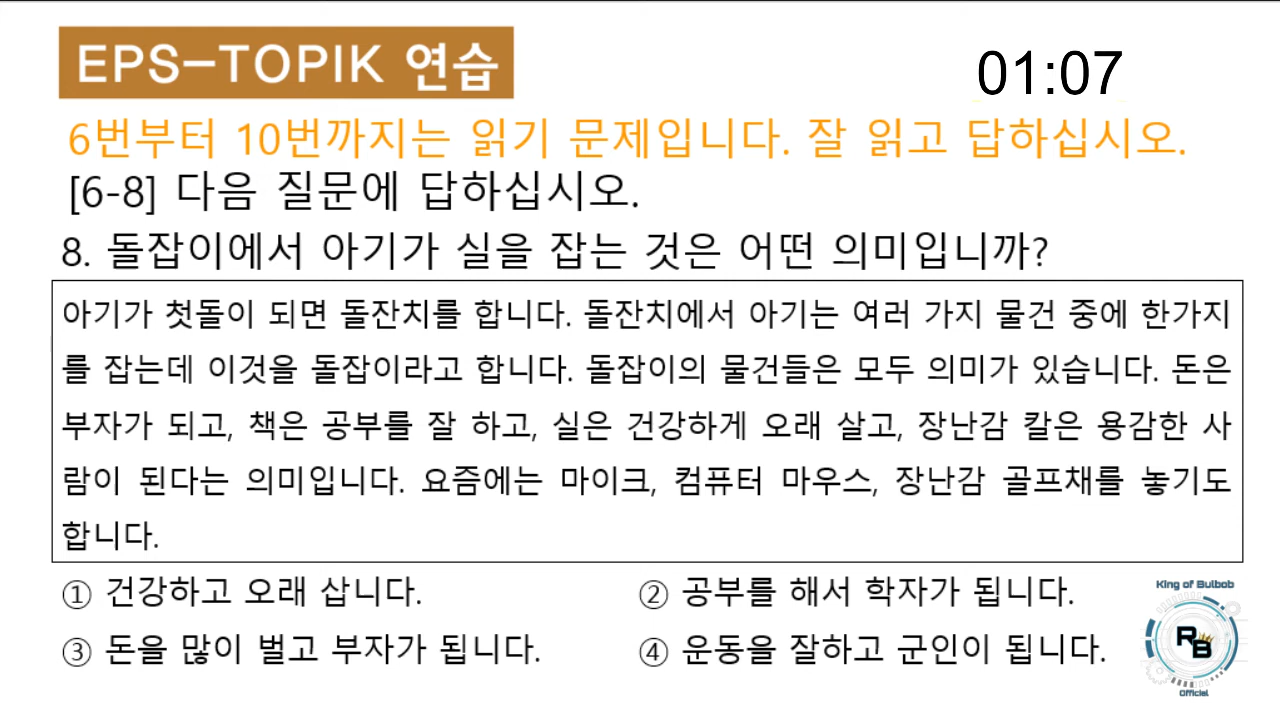 EPS-TOPIK 연습
01:07
6번부터 10번까지는 읽기 문제입니다. 잘 읽고 답하십시오.
[6-8] 다음 질문에 답하십시오.
8. 돌잡이에서 아기가 실을 잡는 것은 어떤 의미입니까?
아기가 첫돌이 되면 돌잔치를 합니다. 돌잔치에서 아기는 여러 가지 물건 중에 한가지
를 잡는데 이것을 돌잡이라고 합니다. 돌잡이의 물건들은 모두 의미가 있습니다. 돈은
부자가 되고, 책은 공부를 잘 하고, 실은 건강하게 오래 살고, 장난감 칼은 용감한 사
람이 된다는 의미입니다. 요즘에는 마이크, 컴퓨터 마우스, 장난감 골프채를 놓기도
합니다.
① 건강하고 오래 삽니다.
② 공부를 해서 학자가 됩니다.
③ 돈을 많이 벌고 부자가 됩니다.
④ 운동을 잘하고 군인이 됩니다.
King of Bulbob
RB
Officiel